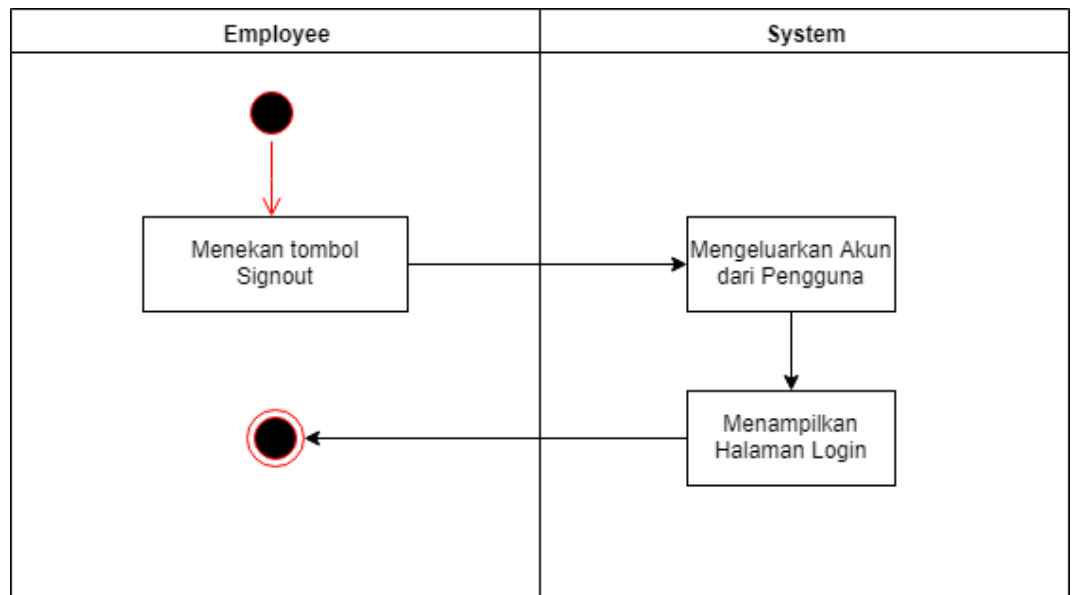 Employee
System
Menekan tombol
Signout
Mengeluarkan Akun
dari Pengguna
Menampilkan
Halaman Login